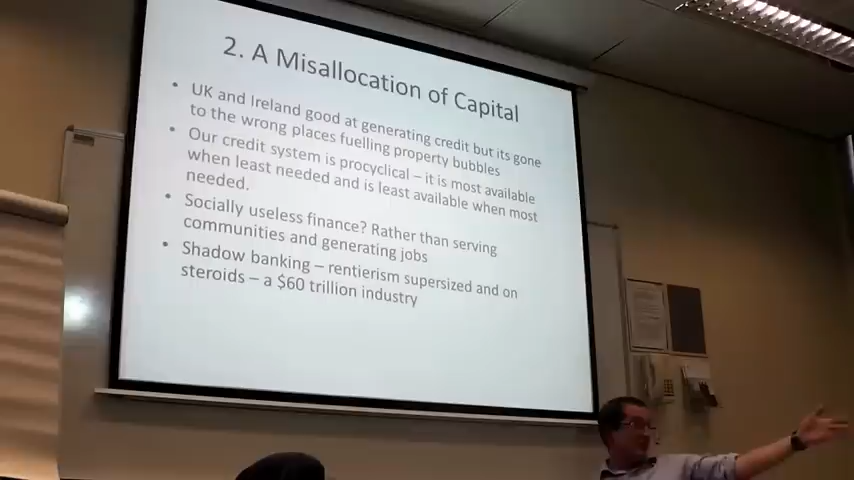 2. A Misallocation of Capital
• UK and Ireland good at generating credit but its gone
to the wrong places fuelling property bubbles
• Our credit system is procyclical – it is most available
when least needed and is least available when most
needed.
• Socially useless finance? Rather than serving
communities and generating jobs
• Shadow banking – rentierism supersized and on
steroids – a $60 trillion industry